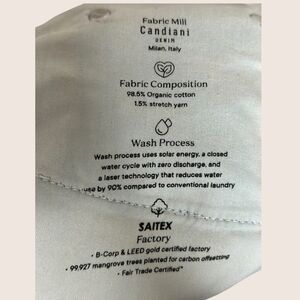 Fabric Mill
Candiani
DENIM
Milan, Italy
Fabric Composition
98.5% Organic cotton
1.5% stretch yarn
Wash Process
Wash process uses solar energy, a closed
water cycle with zero discharge, and
a laser technology that reduces water
use by 90% compared to conventional laundry
SAITEX
Factory
• B-Corp & LEED gold certified factory
• 99.927 mangrove trees planted for carbon offsetting
• Fair Trade Certified™